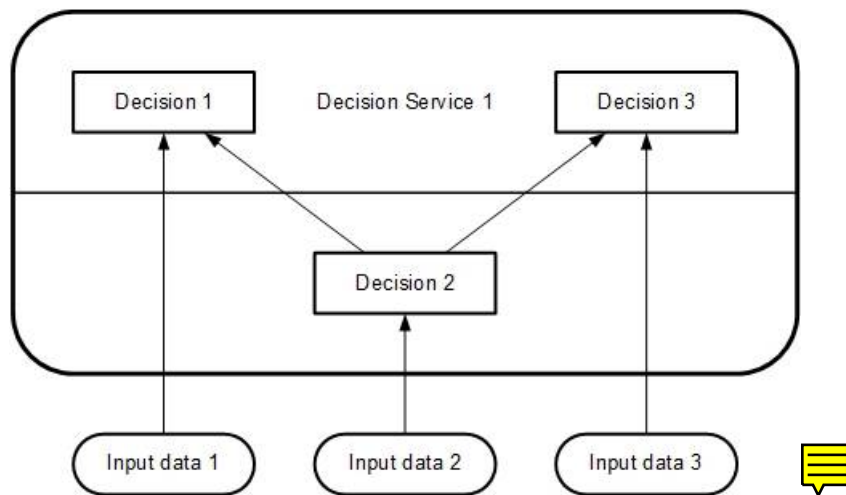 Decision 1
Decision Service 1
Decision 3
Decision 2
Input data 1
Input data 2
Input data 3